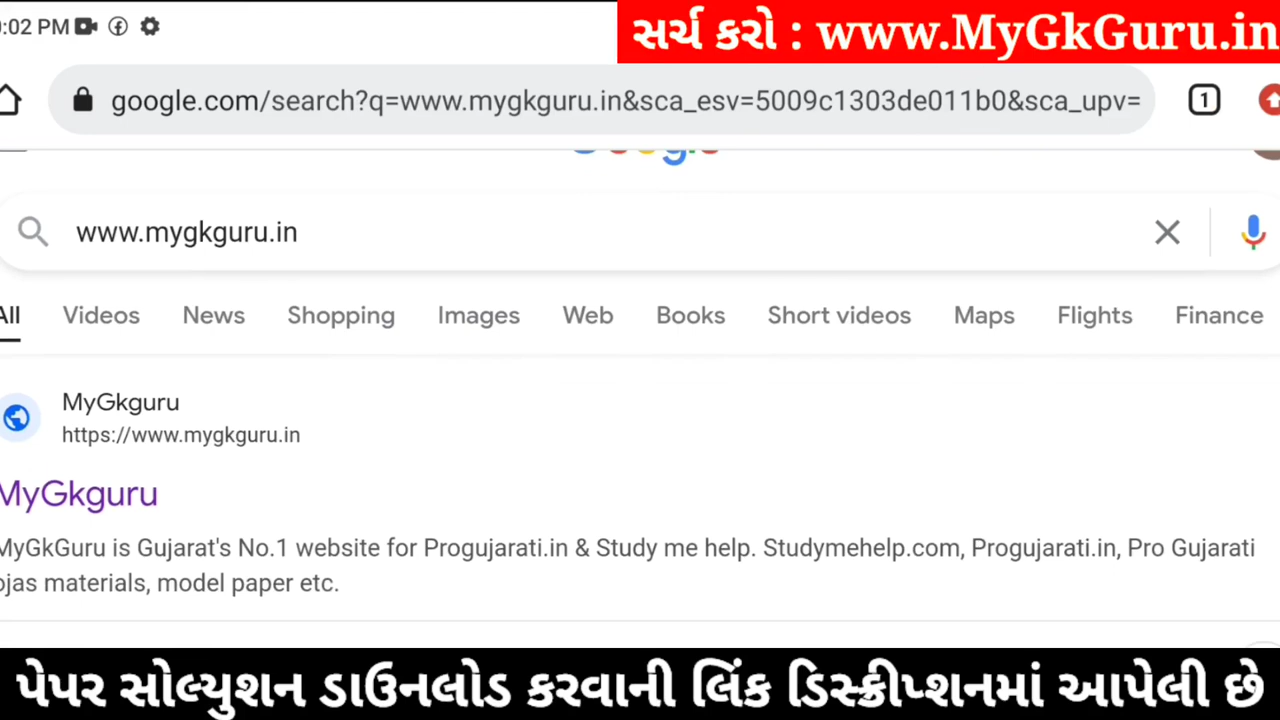 :02 PM
સર્ચ કરો : www.MyGkGuru.in
google.com/search?q=www.mygkguru.in&sca_esv=5009c1303de011b0&sca_upv=
1
www.mygkguru.in
All Videos News Shopping Images Web Books Short videos Maps Flights Finance
MyGkguru
https://www.mygkguru.in
MyGkguru
MyGkGuru is Gujarat's No.1 website for Progujarati.in & Study me help. Studymehelp.com, Progujarati.in, Pro Gujarati
ojas materials, model paper etc.
પેપર સોલ્યુશન ડાઉનલોડ કરવાની લિંક ડિસ્ક્રીપ્શનમાં આપેલી છે